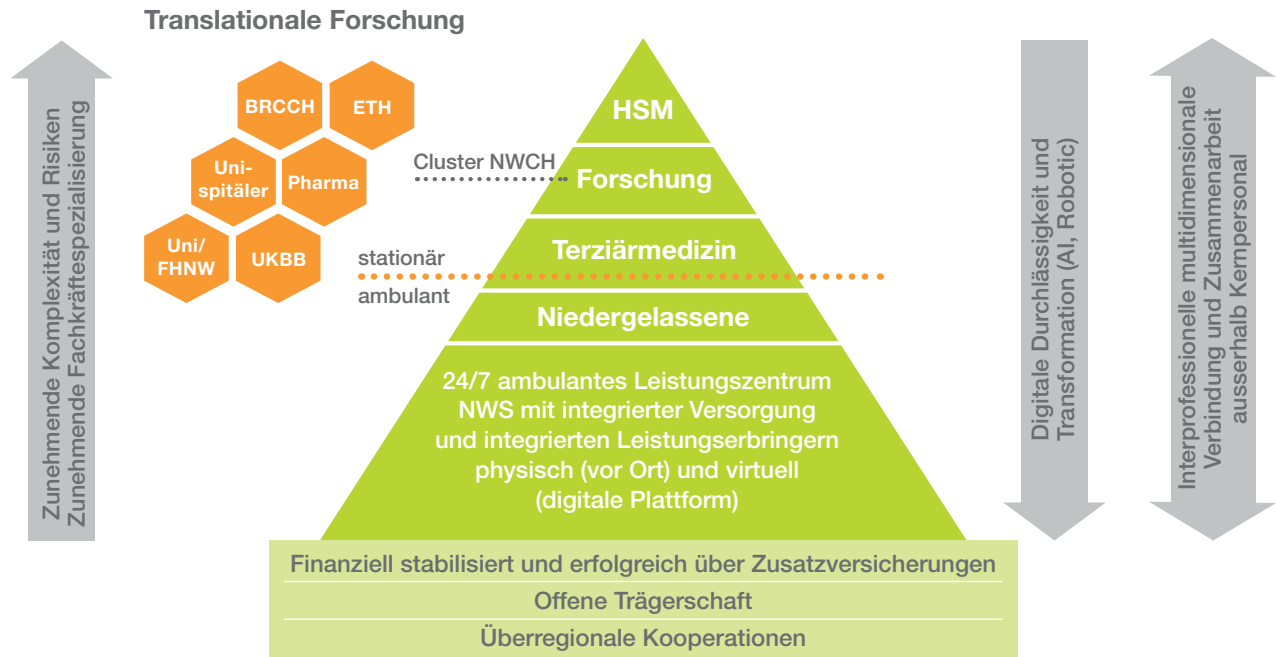 Translationale Forschung
Zunehmende Komplexität und Risiken
Zunehmende Fachkräftespezialisierung
BRCCH
ETH
Uni-
spitäler
Pharma
Uni/
FHNW
UKBB
Cluster NWCH
stationär
ambulant
HSM
Forschung
Terziärmedizin
Niedergelassene
24/7 ambulantes Leistungszentrum
NWS mit integrierter Versorgung
und integrierten Leistungserbringern
physisch (vor Ort) und virtuell
(digitale Plattform)
Finanziell stabilisiert und erfolgreich über Zusatzversicherungen
Offene Trägerschaft
Überregionale Kooperationen
Digitale Durchlässigkeit und
Transformation (AI, Robotic)
Interprofessionelle multidimensionale
Verbindung und Zusammenarbeit
ausserhalb Kernpersonal